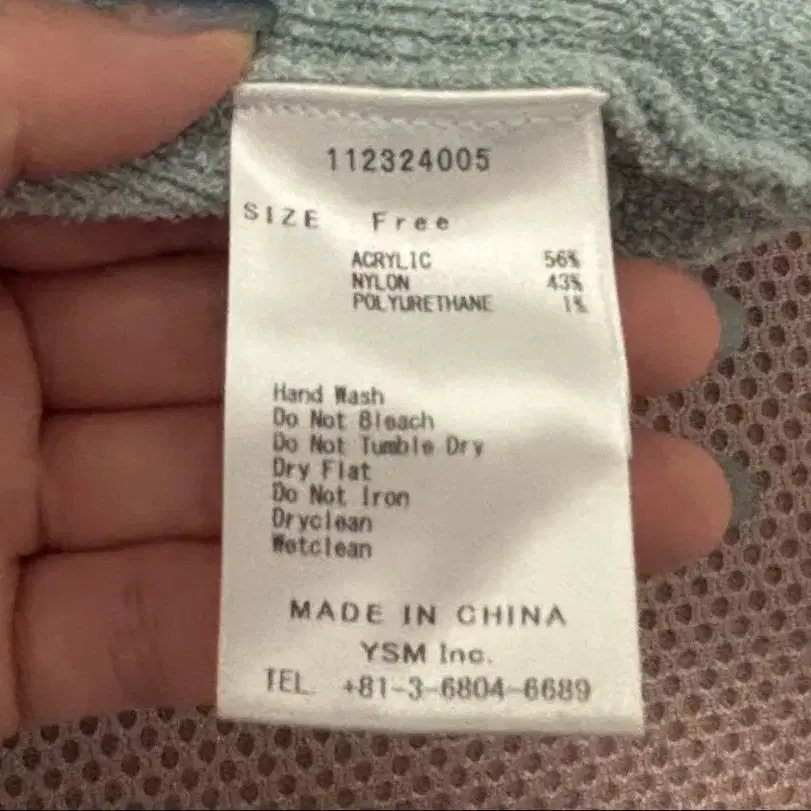 112324005
SIZE Free
ACRYLIC 56%
NYLON 43%
POLYURETHANE 1%
Hand Wash
Do Not Bleach
Do Not Tumble Dry
Dry Flat
Do Not Iron
Dryclean
Wetclean
MADE IN CHINA
YSM Inc.
TEL. +81-3-6804-6689